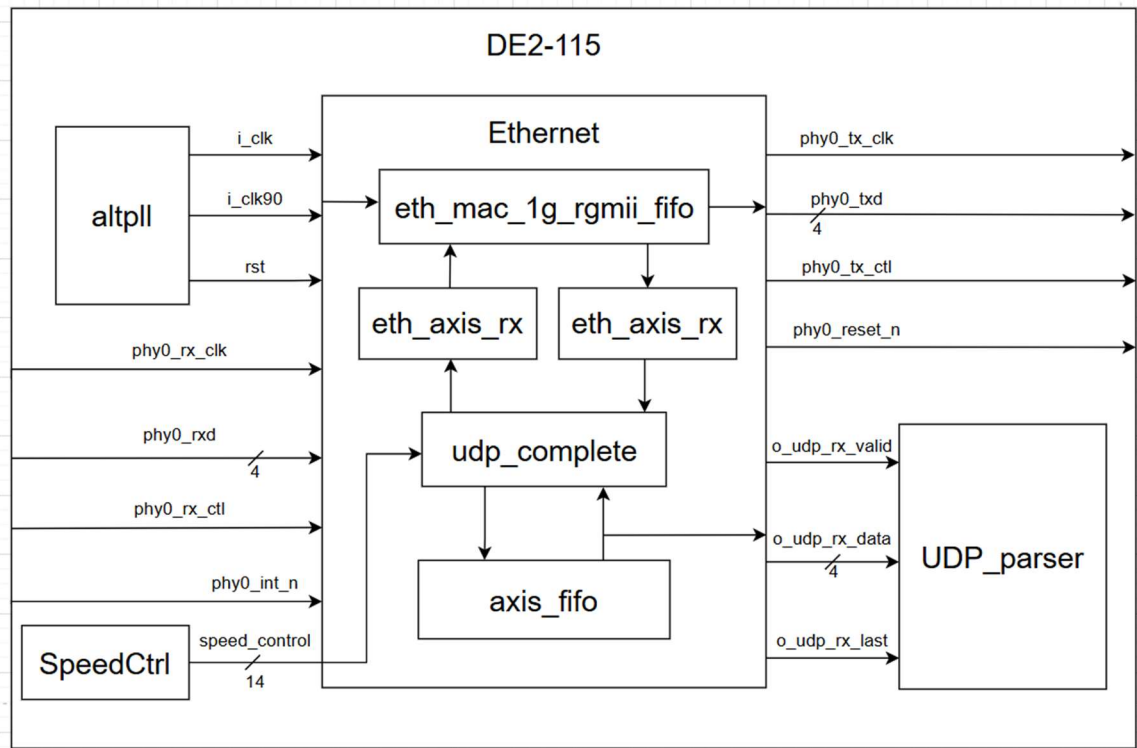 DE2-115
Ethernet
altpll
i_clk
i_clk90
rst
phy0_rx_clk
phy0_rxd
4
phy0_rx_ctl
phy0_int_n
SpeedCtrl
speed_control
14
eth_mac_1g_rgmii_fifo
eth_axis_rx
eth_axis_rx
udp_complete
axis_fifo
phy0_tx_clk
phy0_txd
4
phy0_tx_ctl
phy0_reset_n
o_udp_rx_valid
o_udp_rx_data
4
o_udp_rx_last
UDP_parser